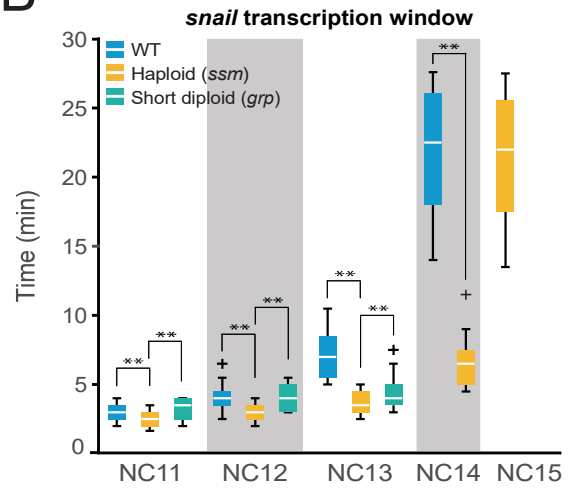 B
snail transcription window
WT
Haploid (ssm)
Short diploid (grp)
Time (min)
30
25
20
15
10
5
0
**
**
**
**
**
**
**
NC11 NC12 NC13 NC14 NC15